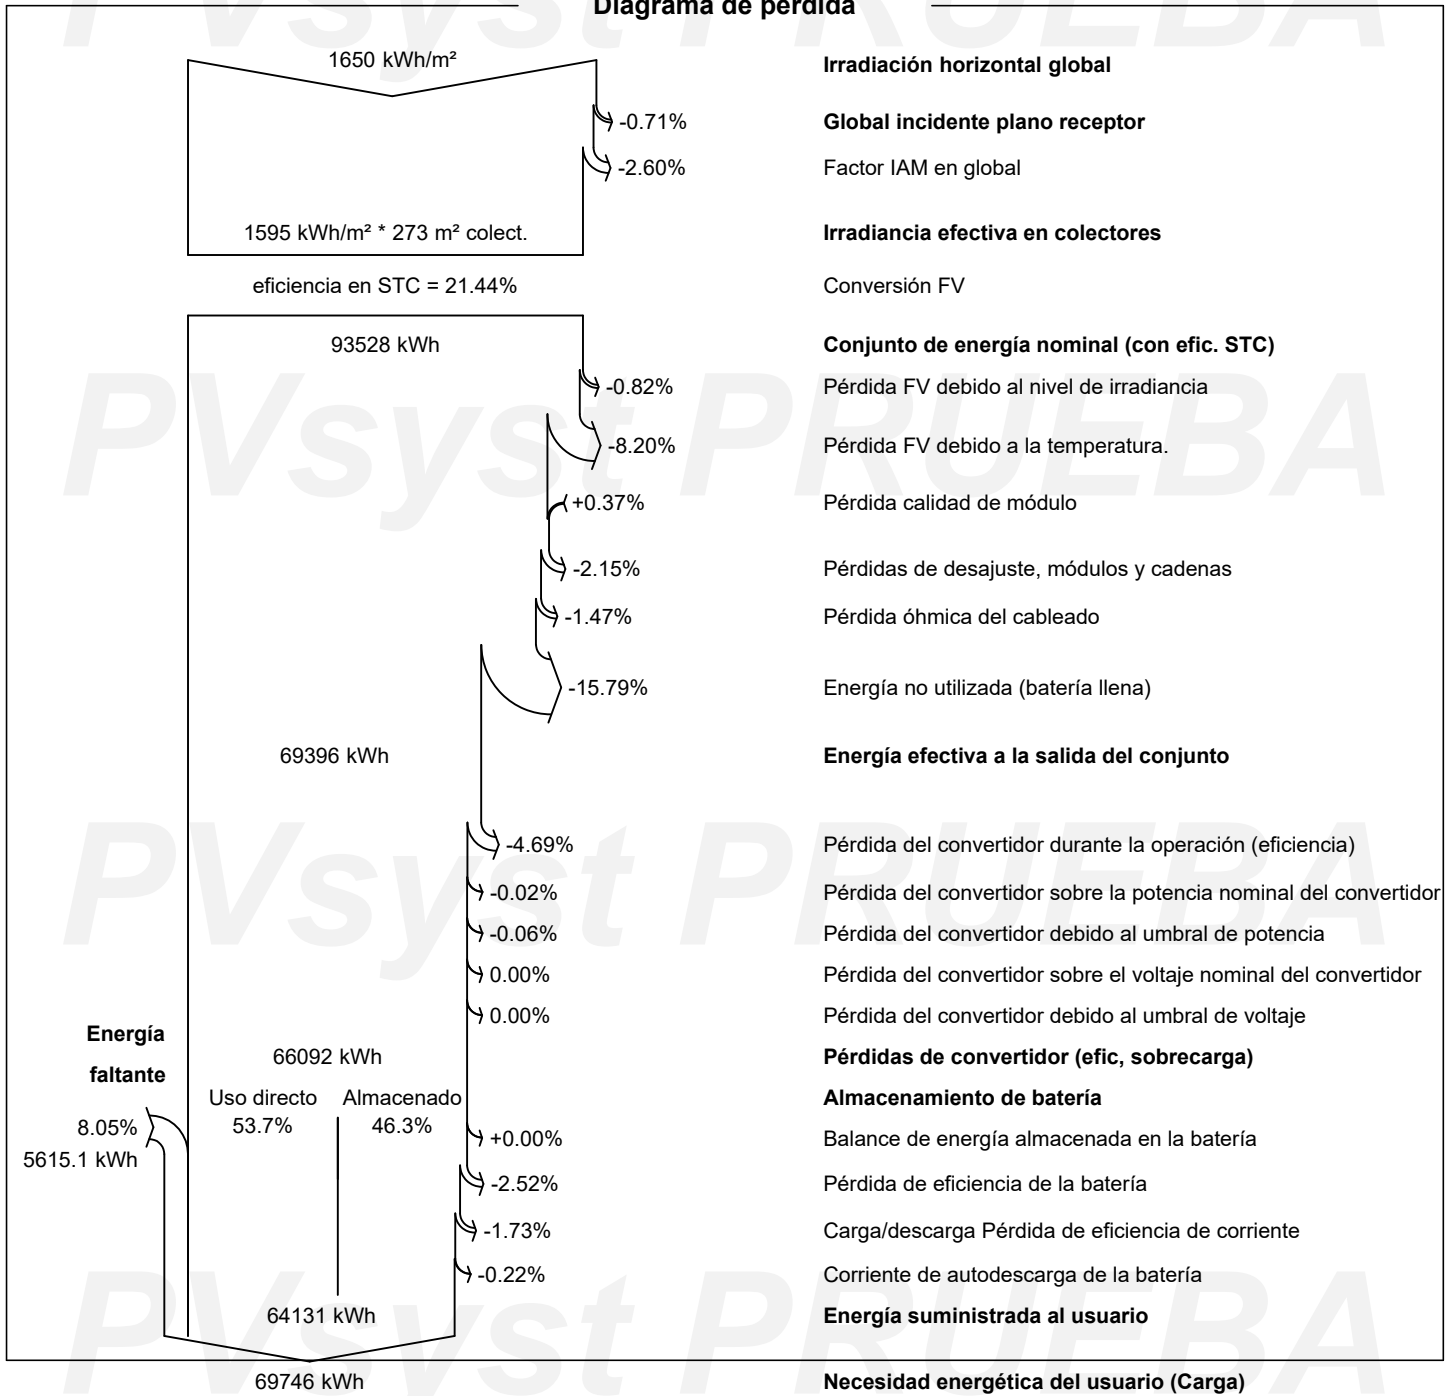 Diagrama de pérdida
1650 kWh/m²
Irradiación horizontal global
-0.71%
Global incidente plano receptor
-2.60%
Factor IAM en global
1595 kWh/m² * 273 m² colect.
Irradiancia efectiva en colectores
eficiencia en STC = 21.44%
Conversión FV
93528 kWh
Conjunto de energía nominal (con efic. STC)
-0.82%
Pérdida FV debido al nivel de irradiancia
-8.20%
Pérdida FV debido a la temperatura.
+0.37%
Pérdida calidad de módulo
-2.15%
Pérdidas de desajuste, módulos y cadenas
-1.47%
Pérdida óhmica del cableado
-15.79%
Energía no utilizada (batería llena)
69396 kWh
Energía efectiva a la salida del conjunto
-4.69%
Pérdida del convertidor durante la operación (eficiencia)
-0.02%
Pérdida del convertidor sobre la potencia nominal del convertidor
-0.06%
Pérdida del convertidor debido al umbral de potencia
0.00%
Pérdida del convertidor sobre el voltaje nominal del convertidor
0.00%
Pérdida del convertidor debido al umbral de voltaje
Energía
faltante
66092 kWh
Pérdidas de convertidor (efic, sobrecarga)
Uso directo
Almacenado
Almacenamiento de batería
8.05%
53.7%
46.3%
+0.00%
Balance de energía almacenada en la batería
5615.1 kWh
-2.52%
Pérdida de eficiencia de la batería
-1.73%
Carga/descarga Pérdida de eficiencia de corriente
-0.22%
Corriente de autodescarga de la batería
64131 kWh
Energía suministrada al usuario
69746 kWh
Necesidad energética del usuario (Carga)
PVsyst PRUEBA
PVsyst PRUEBA
PVsyst PRUEBA
PVsyst PRUEBA